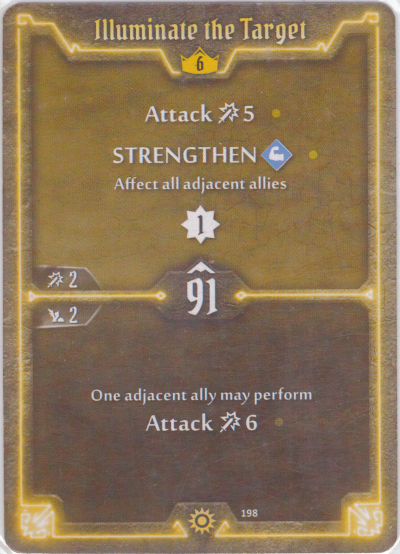 Illuminate the Target
6
Attack 5
STRENGTHEN
Affect all adjacent allies
1
2
91
2
One adjacent ally may perform
Attack 6
198